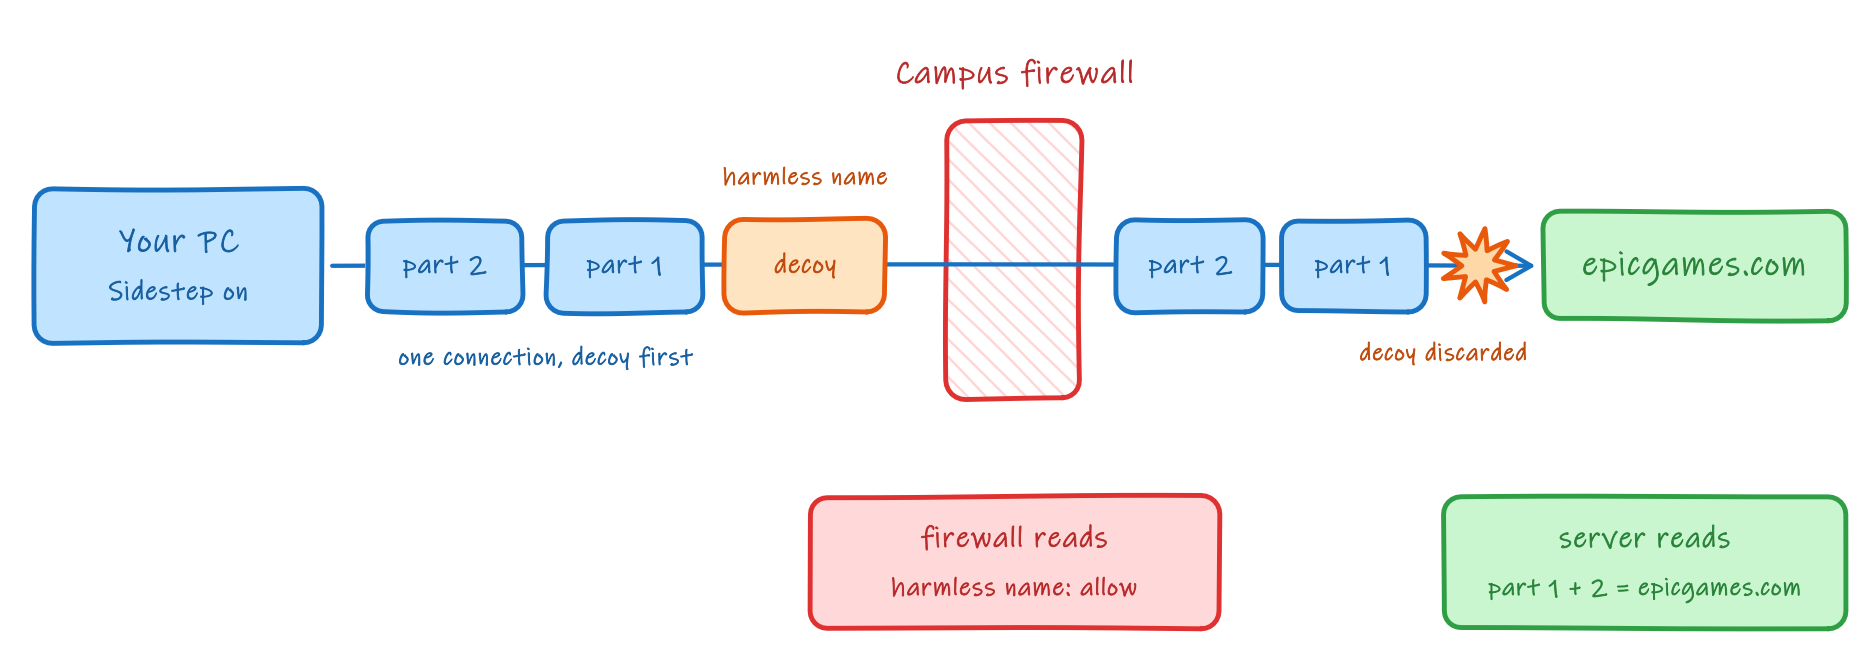 Campus firewall
harmless name
Your PC
Sidestep on
part 2
part 1
decoy
part 2
part 1
epicgames.com
one connection, decoy first
decoy discarded
firewall reads
harmless name: allow
server reads
part 1 + 2 = epicgames.com